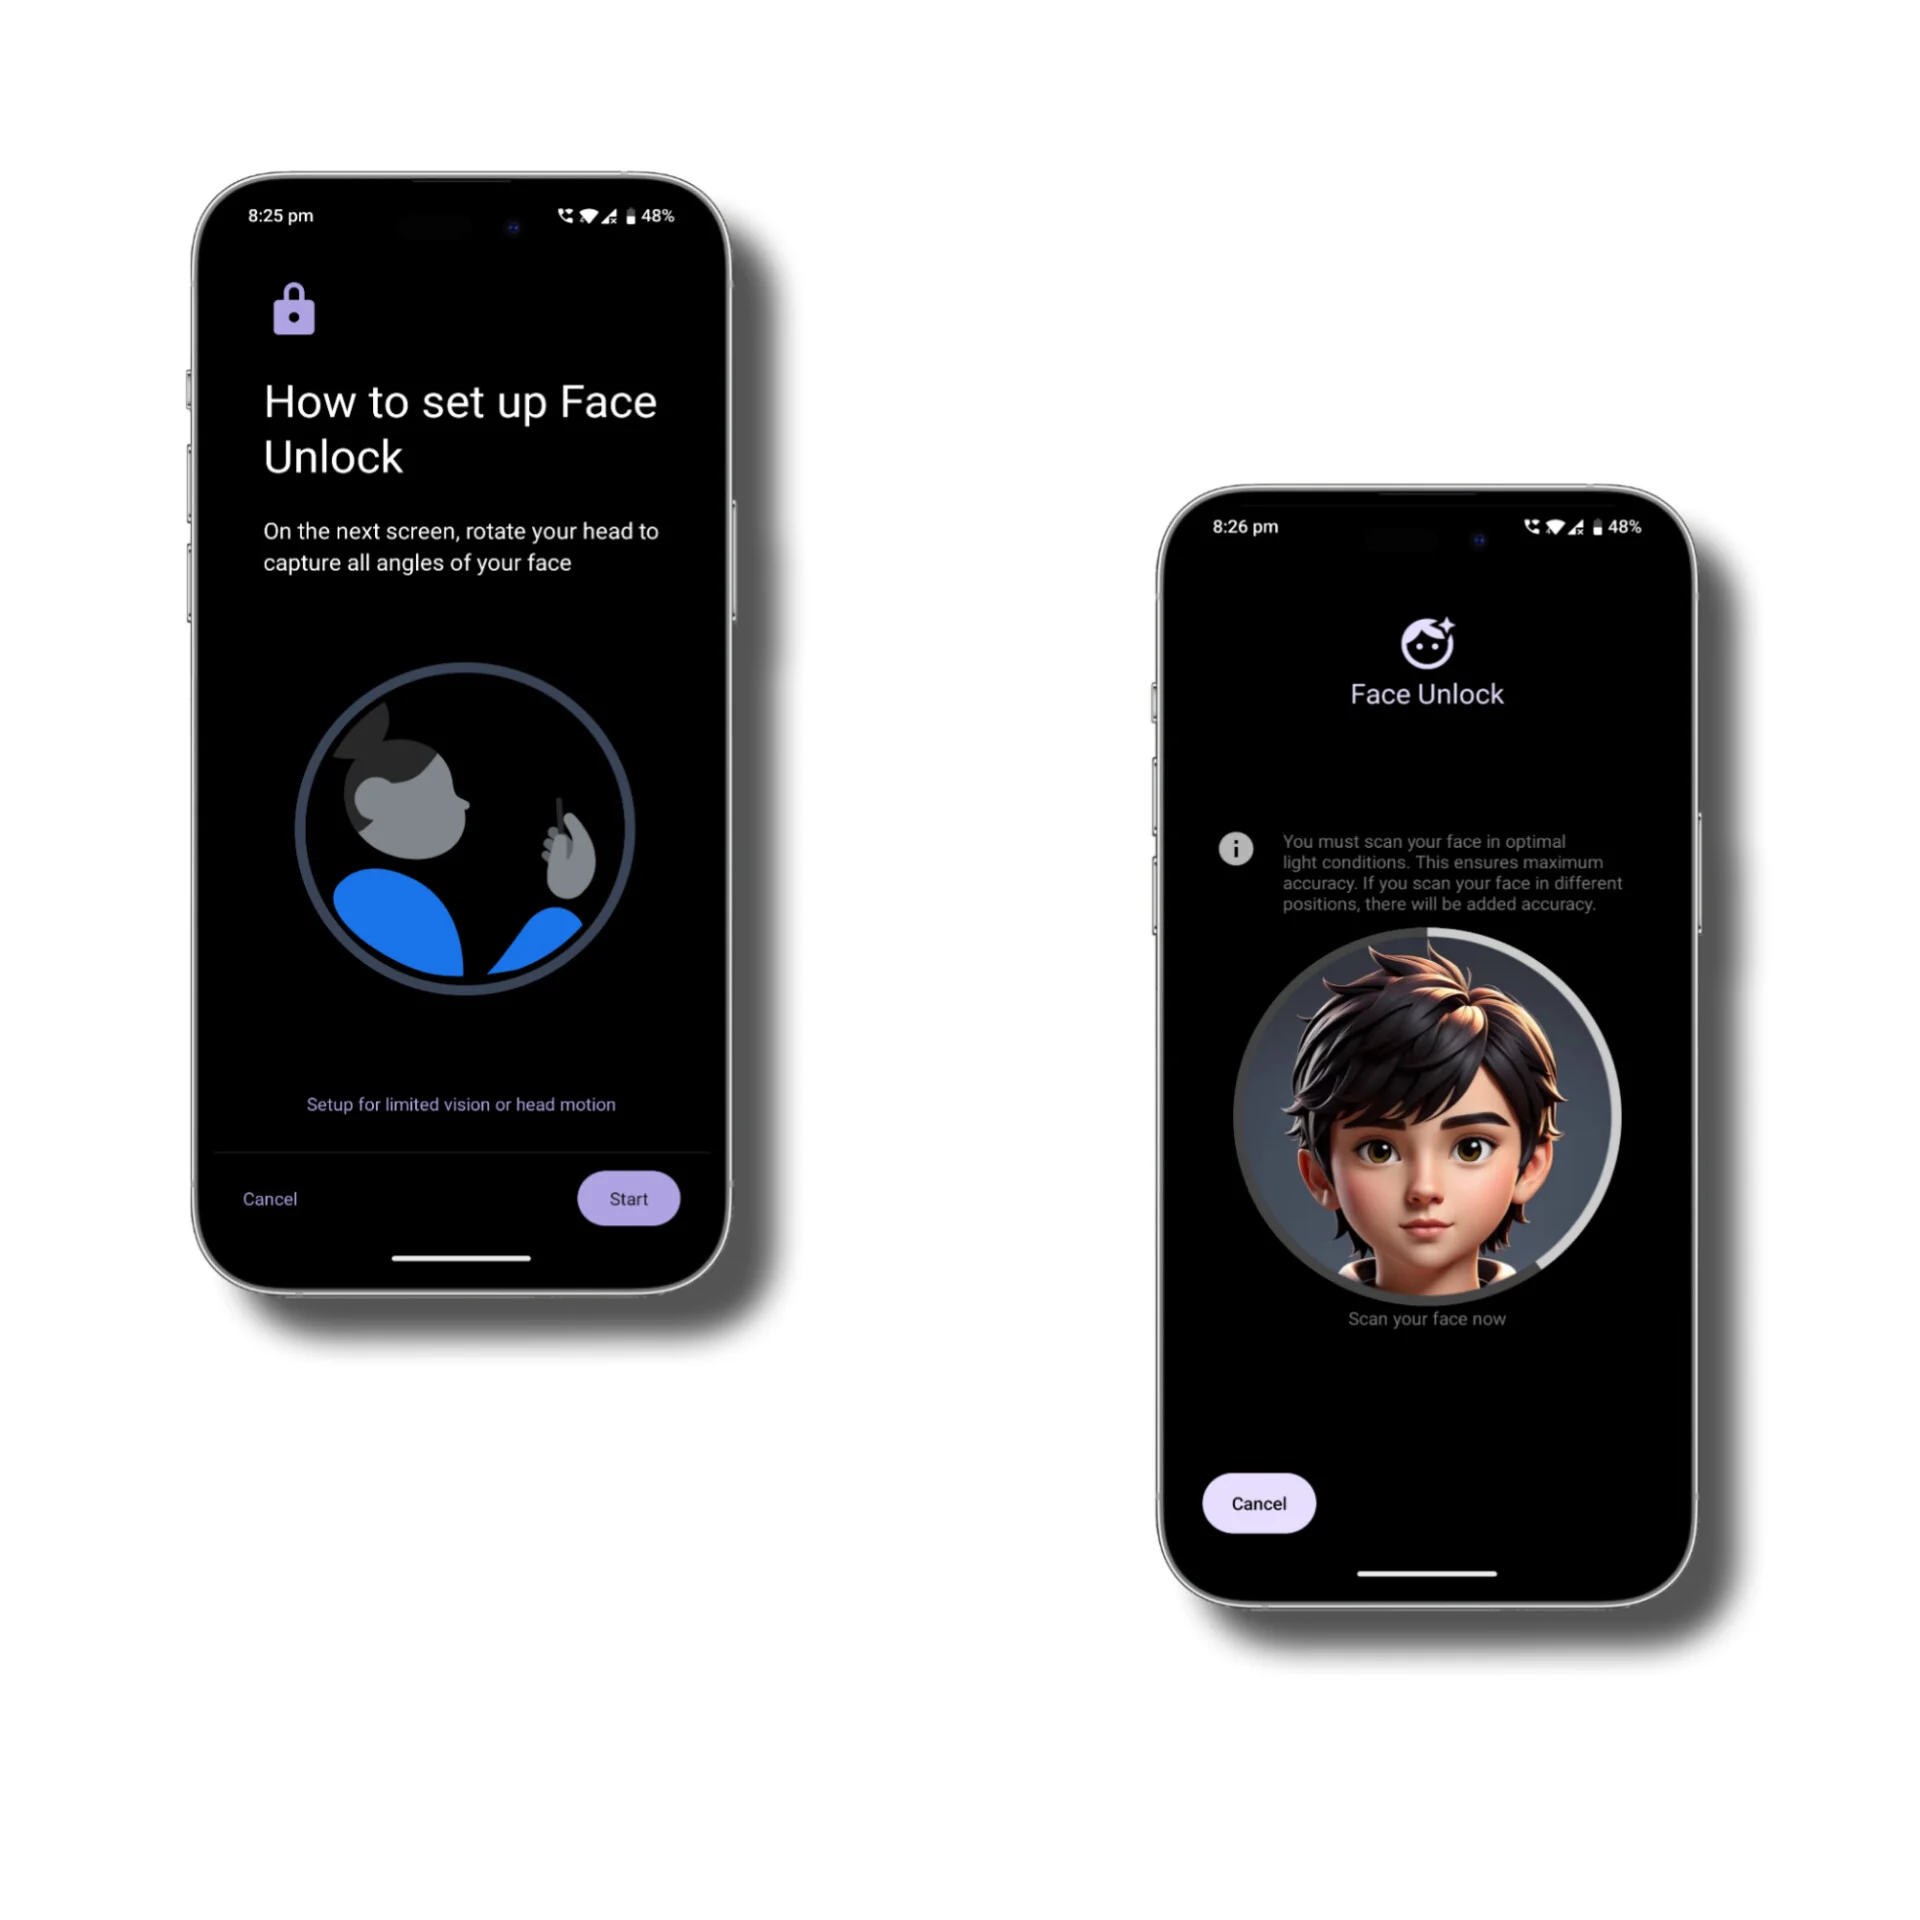 8:25 pm
48%
How to set up Face
Unlock
On the next screen, rotate your head to
capture all angles of your face
Setup for limited vision or head motion
Cancel
Start
8:26 pm
48%
Face Unlock
You must scan your face in optimal
light conditions. This ensures maximum
accuracy. If you scan your face in different
positions, there will be added accuracy.
Scan your face now
Cancel